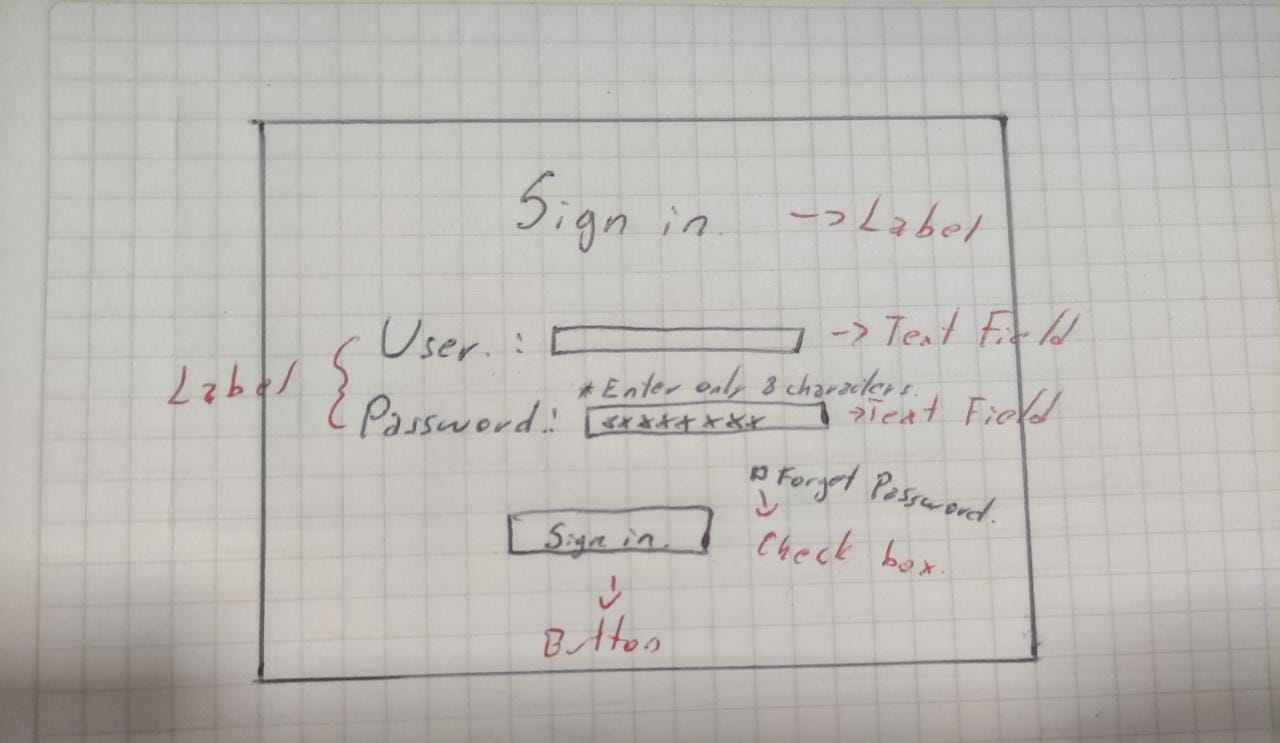 Sign in. -> Label
User. : -> Text Field
Label
* Enter only 8 characters.
Password: ******** -> Text Field
Forget Password.
Sign in.
Check box.
Button